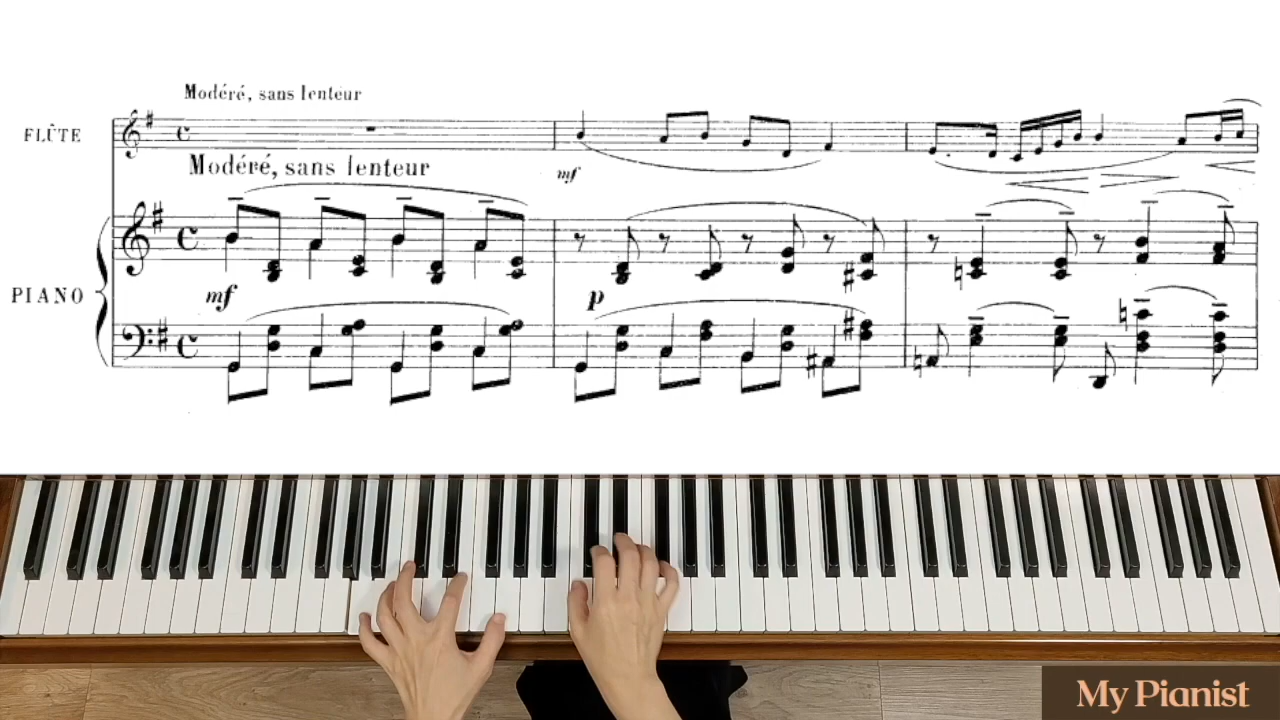 Modéré, sans lenteur
FLÛTE
Modéré, sans lenteur
mf
PIANO
mf
p
My Pianist